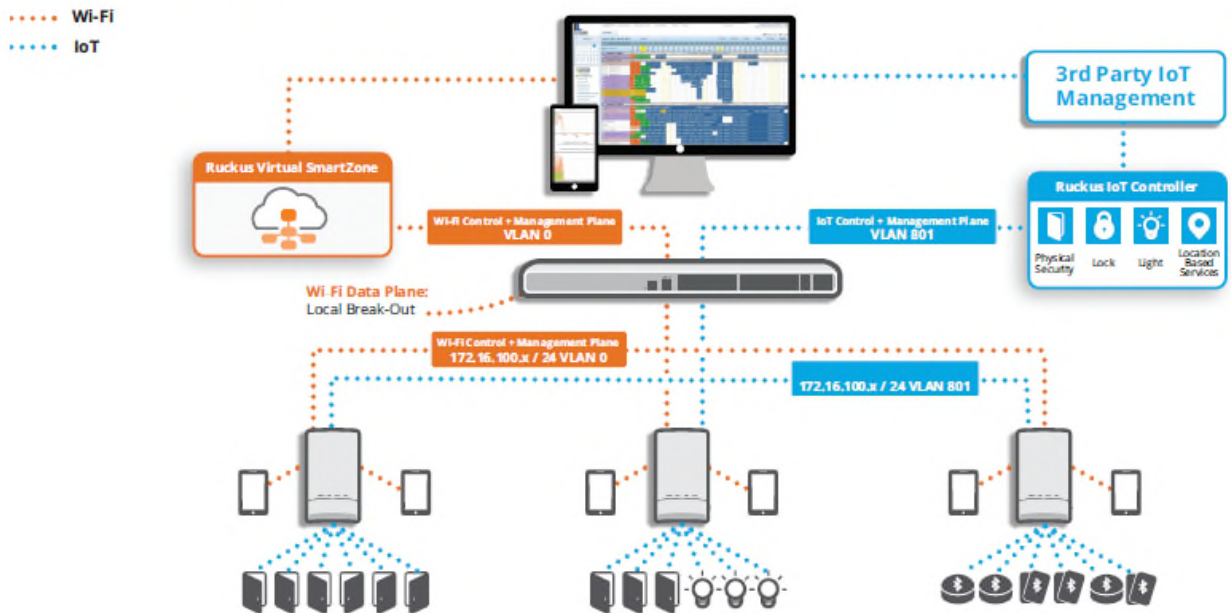 Wi-Fi
IoT
3rd Party IoT
Management
Ruckus Virtual SmartZone
Ruckus IoT Controller
Physical
Security
Lock
Light
Location
Based
Services
Wi-Fi Control + Management Plane
VLAN 0
IoT Control + Management Plane
VLAN 801
Wi-Fi Data Plane:
Local Break-Out
Wi-Fi Control + Management Plane
172.16.100.x / 24 VLAN 0
172.16.100.x / 24 VLAN 801